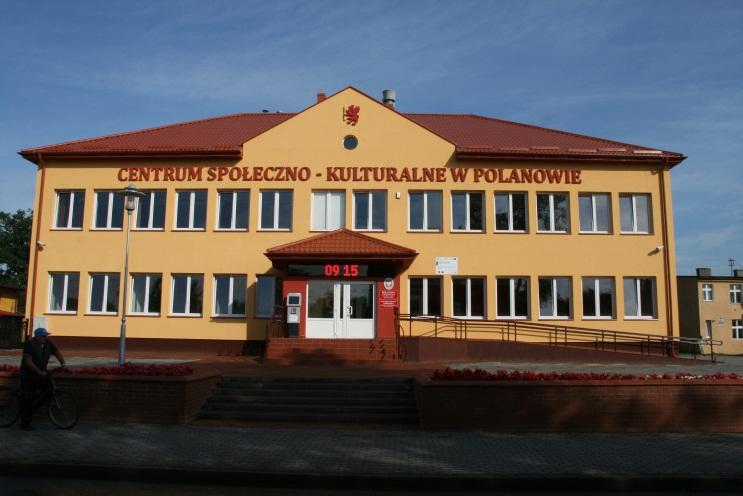 CENTRUM SPOŁECZNO - KULTURALNE W POLANOWIE
09 15